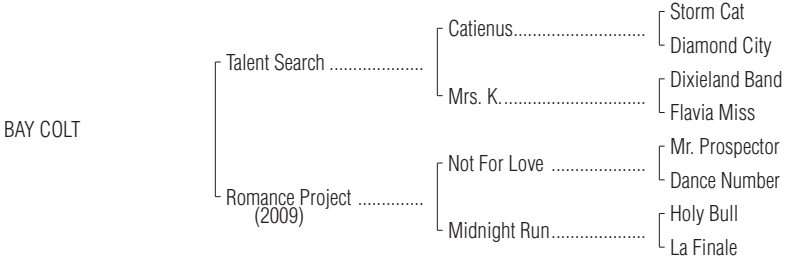 Storm Cat
Catienus
Diamond City
Talent Search
Dixieland Band
Mrs. K.
Flavia Miss
BAY COLT
Mr. Prospector
Not For Love
Dance Number
Romance Project
(2009)
Holy Bull
Midnight Run
La Finale